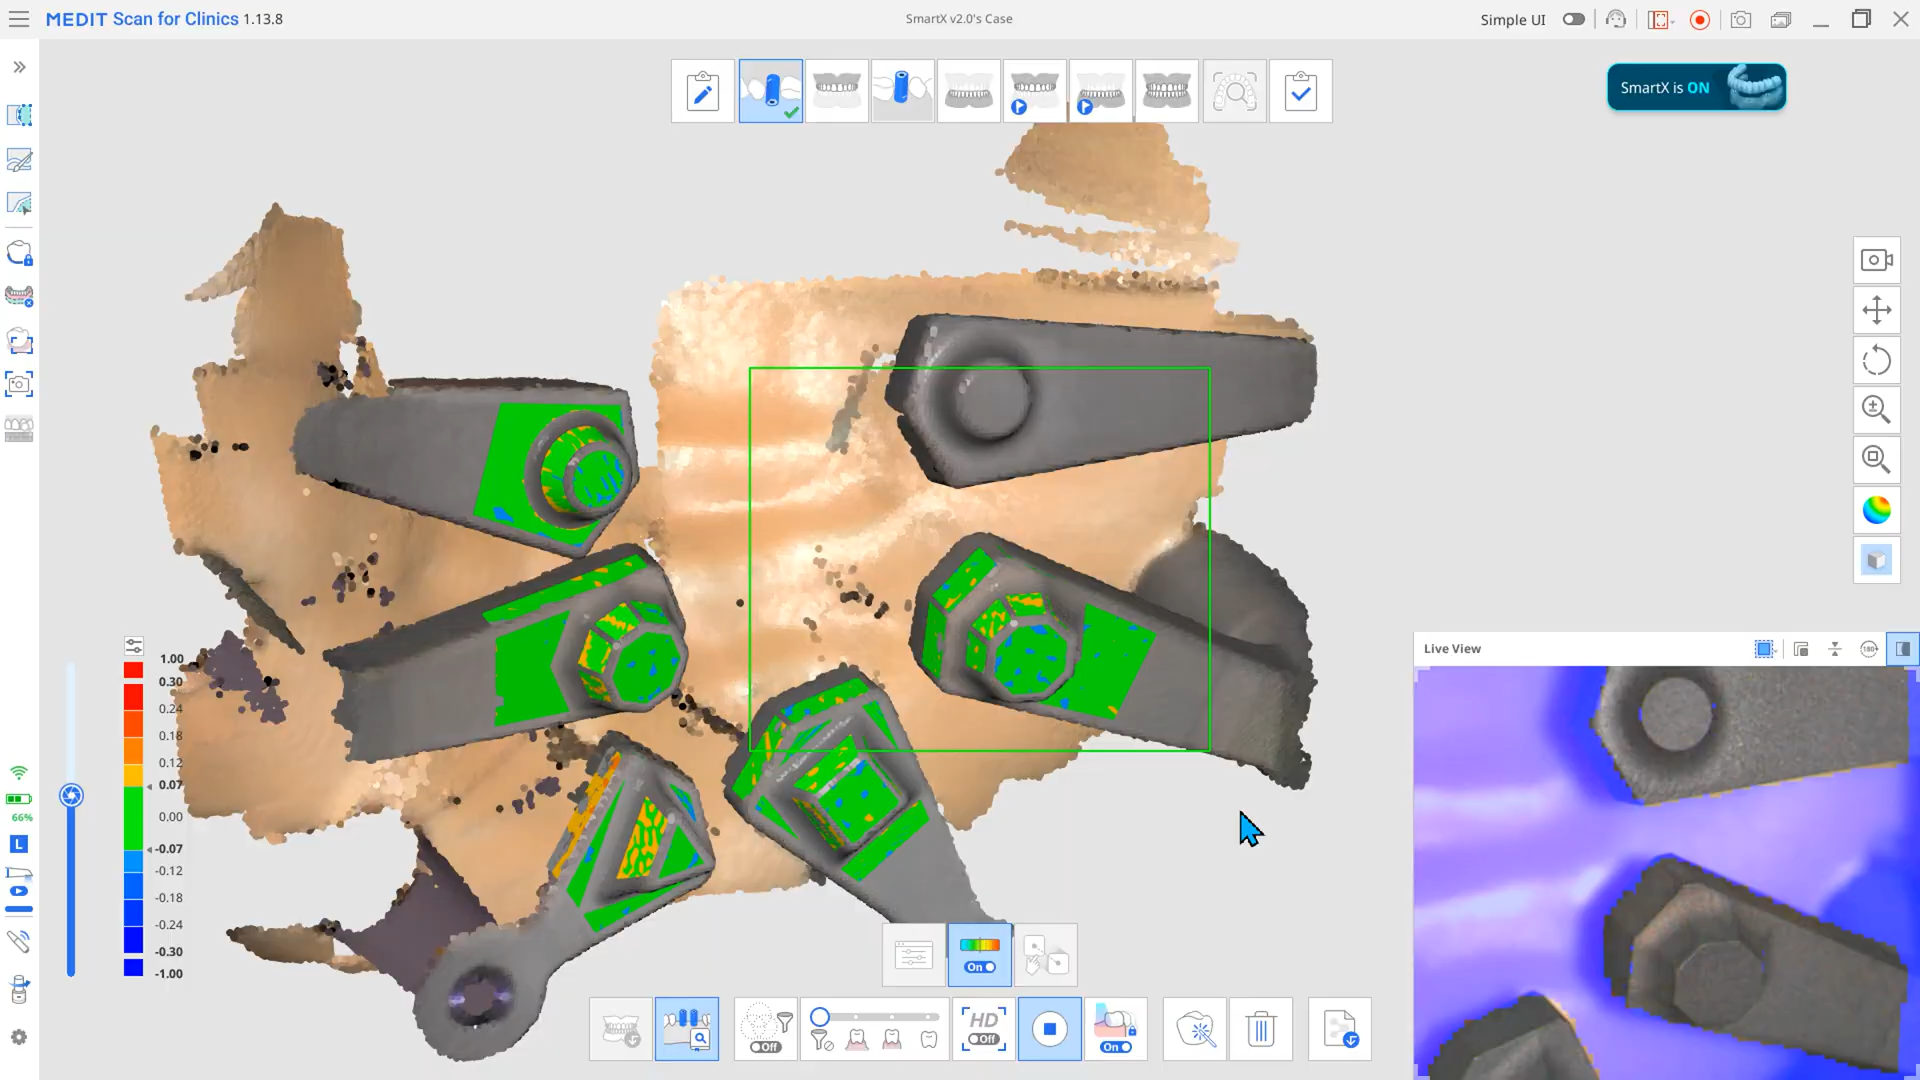 MEDIT Scan for Clinics 1.13.8
SmartX v2.0's Case
Simple UI
SmartX is ON
1.00
0.30
0.24
0.18
0.12
0.07
0.00
-0.07
-0.12
-0.18
-0.24
-0.30
-1.00
66%
L
Live View
180
On
Off
HD
Off
On